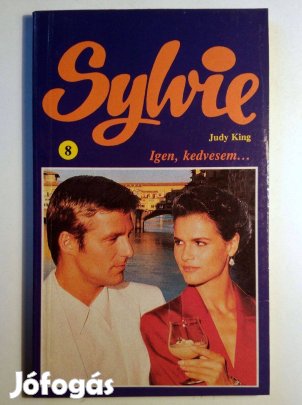 Sylvie
Judy King
8
Igen, kedvesem...
Jófogás